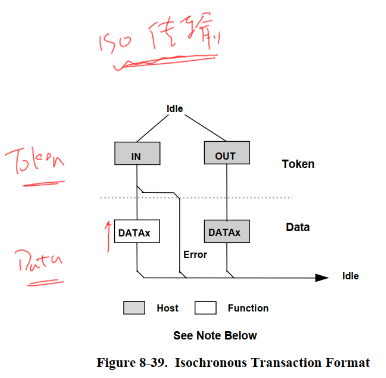 ISO 传输
Idle
IN
OUT
Token
Token
DATAx
DATAx
Data
Data
Error
Idle
Host
Function
See Note Below
Figure 8-39. Isochronous Transaction Format